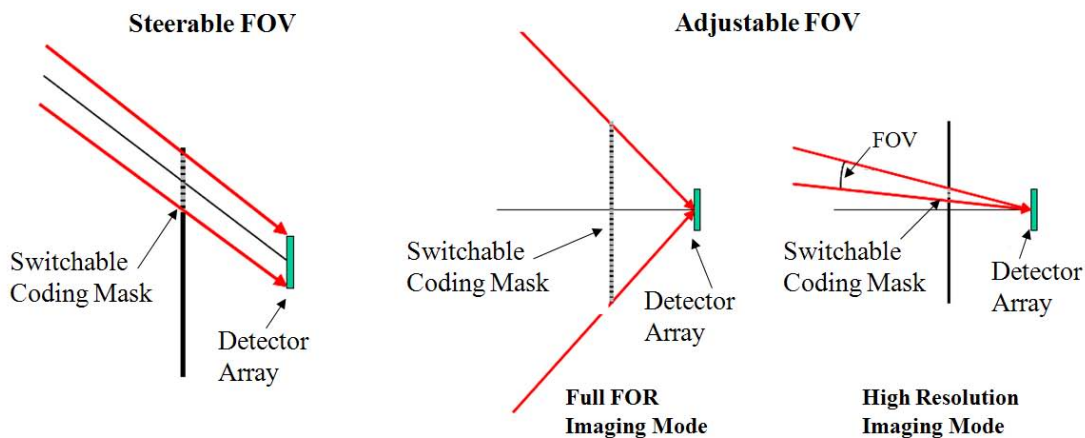 Steerable FOV
Switchable
Coding Mask
Detector
Array
Adjustable FOV
Switchable
Coding Mask
Detector
Array
Full FOR
Imaging Mode
FOV
Switchable
Coding Mask
Detector
Array
High Resolution
Imaging Mode